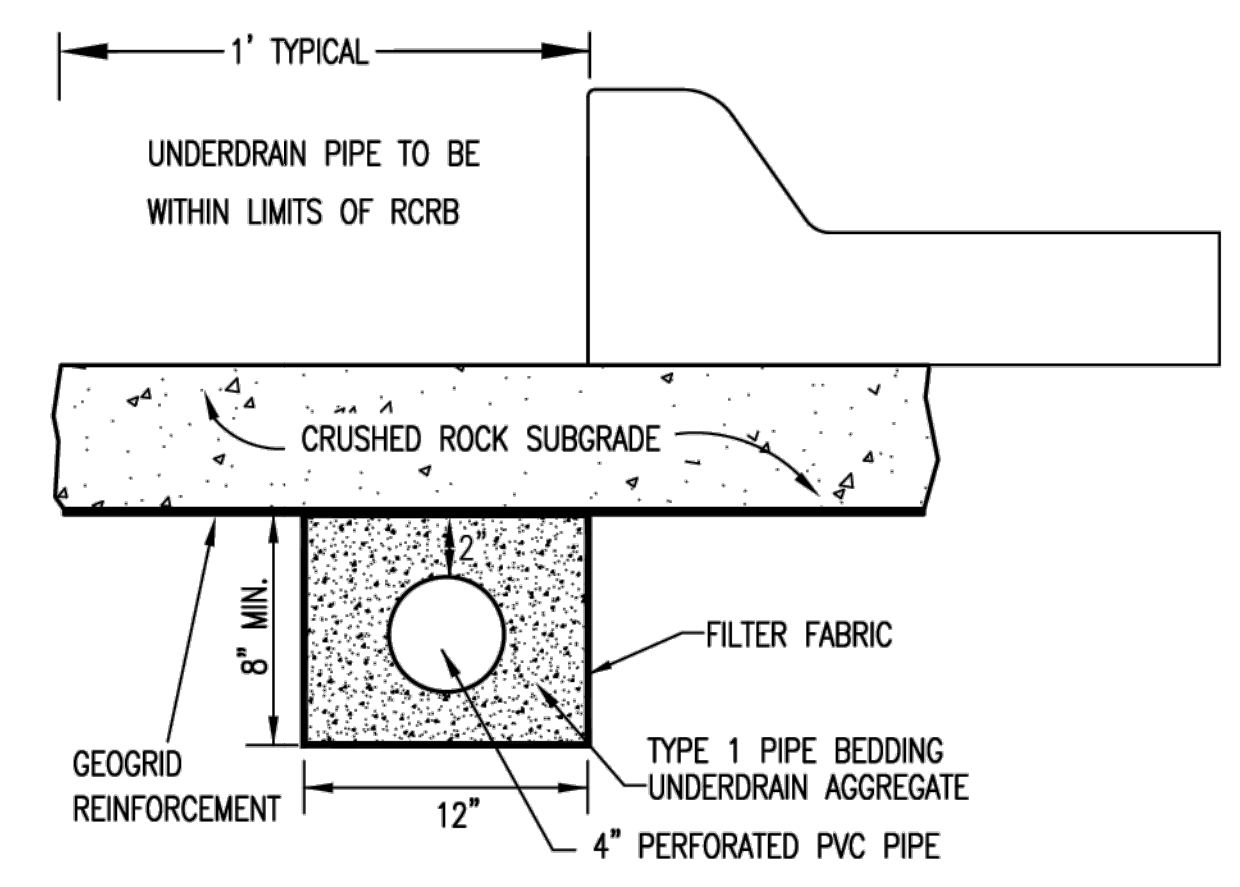 1' TYPICAL
UNDERDRAIN PIPE TO BE
WITHIN LIMITS OF RCRB
CRUSHED ROCK SUBGRADE
2"
8" MIN.
FILTER FABRIC
GEOGRID
REINFORCEMENT
TYPE 1 PIPE BEDDING
UNDERDRAIN AGGREGATE
12"
4" PERFORATED PVC PIPE